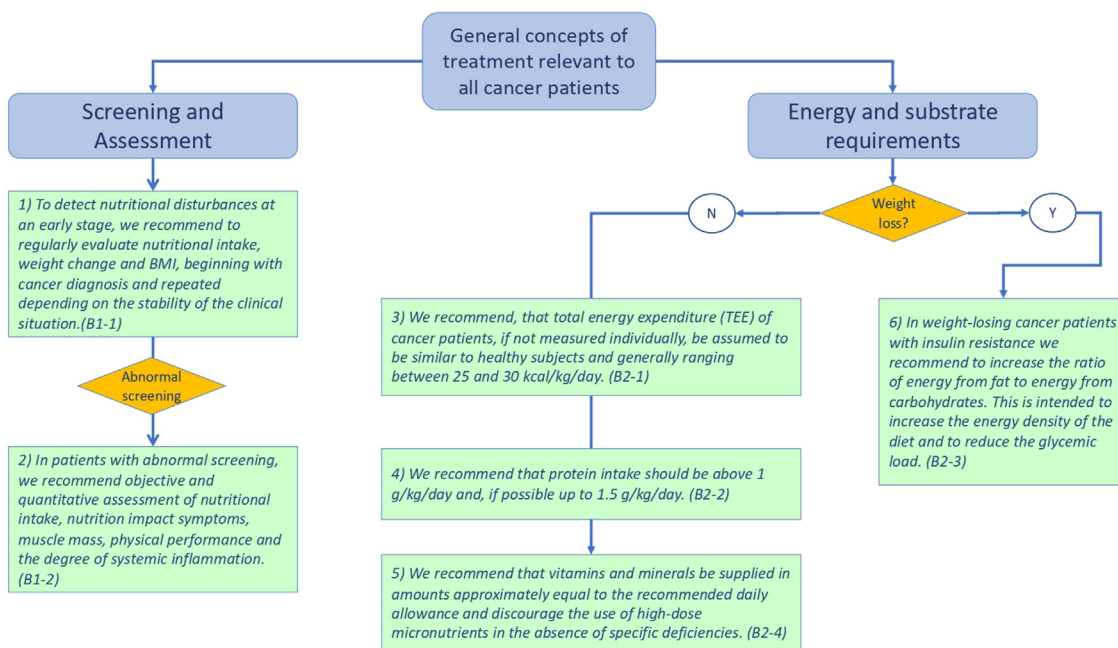 General concepts of
treatment relevant to
all cancer patients
Screening and
Assessment
1) To detect nutritional disturbances at
an early stage, we recommend to
regularly evaluate nutritional intake,
weight change and BMI, beginning with
cancer diagnosis and repeated
depending on the stability of the clinical
situation.(B1-1)
Abnormal
screening
2) In patients with abnormal screening,
we recommend objective and
quantitative assessment of nutritional
intake, nutrition impact symptoms,
muscle mass, physical performance and
the degree of systemic inflammation.
(B1-2)
Energy and substrate
requirements
Weight
loss?
N
Y
3) We recommend, that total energy expenditure (TEE) of
cancer patients, if not measured individually, be assumed to
be similar to healthy subjects and generally ranging
between 25 and 30 kcal/kg/day. (B2-1)
4) We recommend that protein intake should be above 1
g/kg/day and, if possible up to 1.5 g/kg/day. (B2-2)
5) We recommend that vitamins and minerals be supplied in
amounts approximately equal to the recommended daily
allowance and discourage the use of high-dose
micronutrients in the absence of specific deficiencies. (B2-4)
6) In weight-losing cancer patients
with insulin resistance we
recommend to increase the ratio
of energy from fat to energy from
carbohydrates. This is intended to
increase the energy density of the
diet and to reduce the glycemic
load. (B2-3)